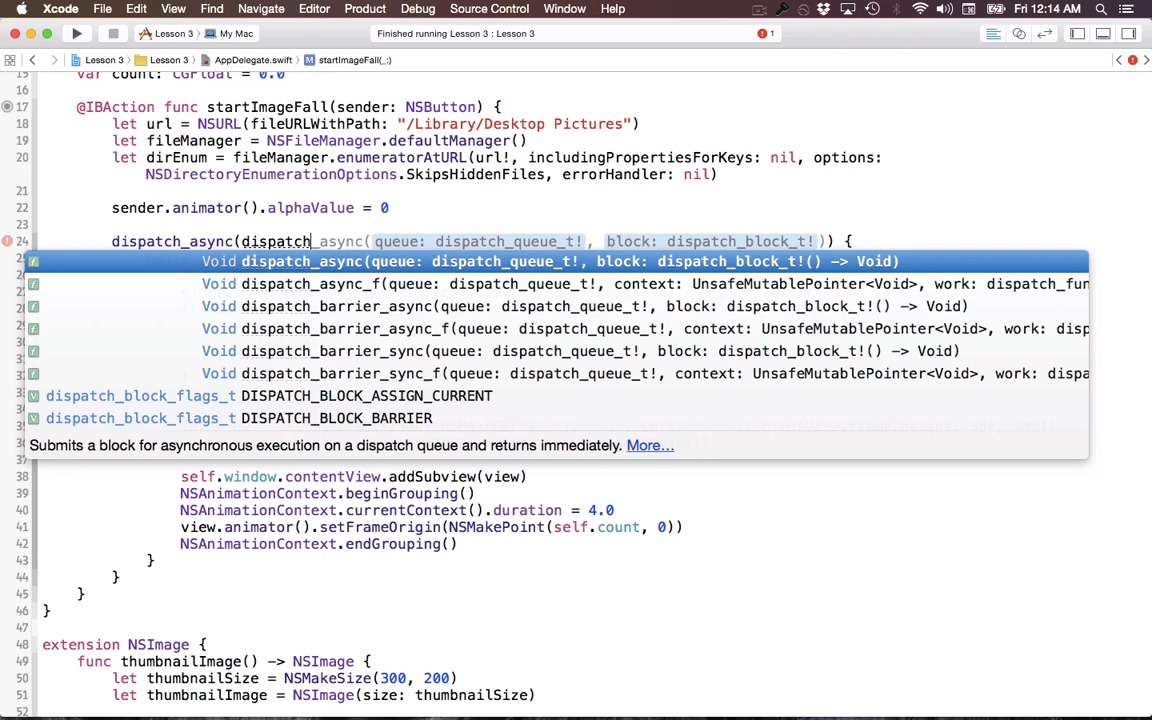 Xcode File Edit View Find Navigate Editor Product Debug Source Control Window Help Fri 12:14 AM
Lesson 3 My Mac Finished running Lesson 3 : Lesson 3 1
Lesson 3 Lesson 3 AppDelegate.swift M startImageFall(_:)
15 var count: CGFloat = 0.0
16
17 @IBAction func startImageFall(sender: NSButton) {
18 let url = NSURL(fileURLWithPath: "/Library/Desktop Pictures")
19 let fileManager = NSFileManager.defaultManager()
20 let dirEnum = fileManager.enumeratorAtURL(url!, includingPropertiesForKeys: nil, options:
NSDirectoryEnumerationOptions.SkipsHiddenFiles, errorHandler: nil)
21
22 sender.animator().alphaValue = 0
23
24 dispatch_async(dispatch_async(queue: dispatch_queue_t!, block: dispatch_block_t!)) {
f Void dispatch_async(queue: dispatch_queue_t!, block: dispatch_block_t!() -> Void)
f Void dispatch_async_f(queue: dispatch_queue_t!, context: UnsafeMutablePointer<Void>, work: dispatch_fun
f Void dispatch_barrier_async(queue: dispatch_queue_t!, block: dispatch_block_t!() -> Void)
f Void dispatch_barrier_async_f(queue: dispatch_queue_t!, context: UnsafeMutablePointer<Void>, work: disp
f Void dispatch_barrier_sync(queue: dispatch_queue_t!, block: dispatch_block_t!() -> Void)
f Void dispatch_barrier_sync_f(queue: dispatch_queue_t!, context: UnsafeMutablePointer<Void>, work: disp
V dispatch_block_flags_t DISPATCH_BLOCK_ASSIGN_CURRENT
V dispatch_block_flags_t DISPATCH_BLOCK_BARRIER
Submits a block for asynchronous execution on a dispatch queue and returns immediately. More...
37
38 self.window.contentView.addSubview(view)
39 NSAnimationContext.beginGrouping()
40 NSAnimationContext.currentContext().duration = 4.0
41 view.animator().setFrameOrigin(NSMakePoint(self.count, 0))
42 NSAnimationContext.endGrouping()
43 }
44 }
45 }
46 }
47
48 extension NSImage {
49 func thumbnailImage() -> NSImage {
50 let thumbnailSize = NSMakeSize(300, 200)
51 let thumbnailImage = NSImage(size: thumbnailSize)
52